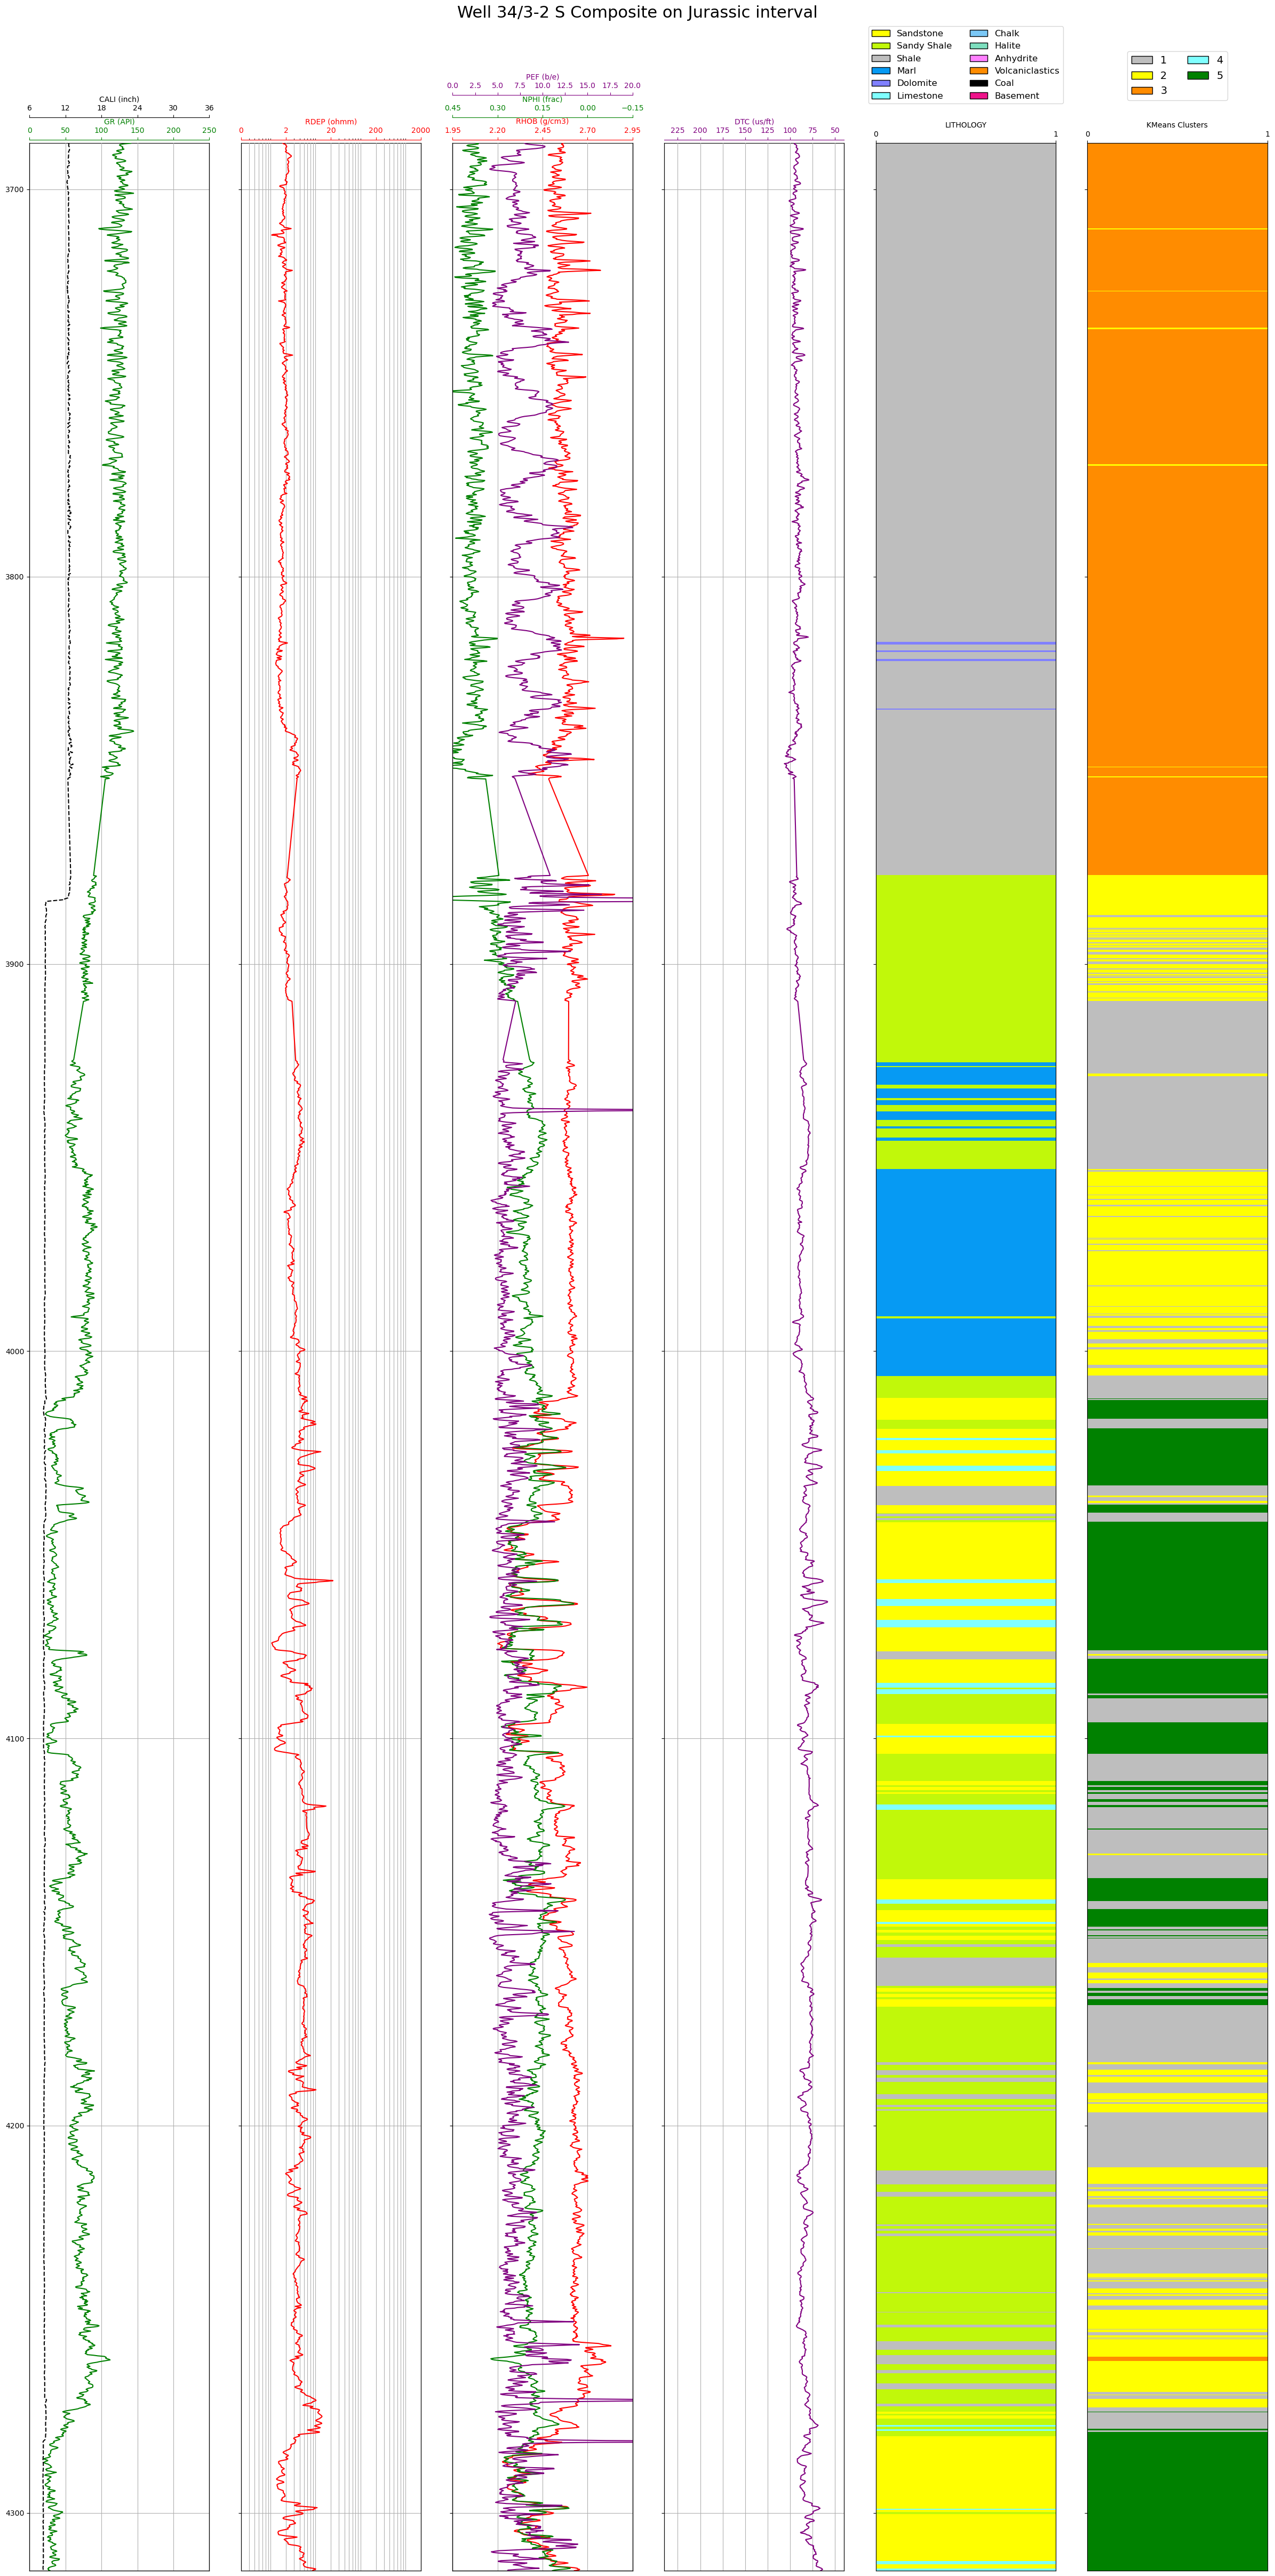 Well 34/3-2 S Composite on Jurassic interval
Sandstone Chalk
Sandy Shale Halite
Shale Anhydrite
Marl Volcaniclastics
Dolomite Coal
Limestone Basement
1 4
2 5
3
PEF (b/e)
0.0 2.5 5.0 7.5 10.0 12.5 15.0 17.5 20.0
CALI (inch) NPHI (frac)
6 12 18 24 30 36 0.45 0.30 0.15 0.00 −0.15
GR (API) RDEP (ohmm) RHOB (g/cm3) DTC (us/ft) LITHOLOGY KMeans Clusters
0 50 100 150 200 250 0 2 20 200 2000 1.95 2.20 2.45 2.70 2.95 225 200 175 150 125 100 75 50 0 1 0 1
3700
3800
3900
4000
4100
4200
4300